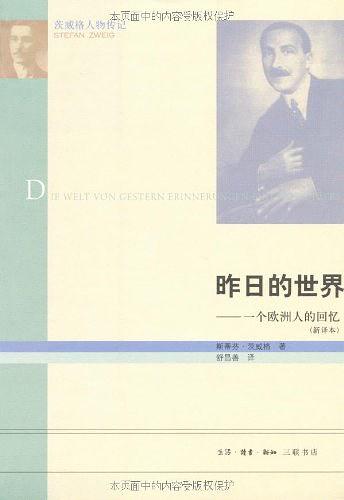 本页面中的内容受版权保护
茨威格人物传记
STEFAN ZWEIG
DIE WELT VON GESTERN ERINNERUNGEN
昨日的世界
——一个欧洲人的回忆
(新译本)
斯蒂芬·茨威格 著
舒昌善 译
生活·读书·新知 三联书店
本页面中的内容受版权保护